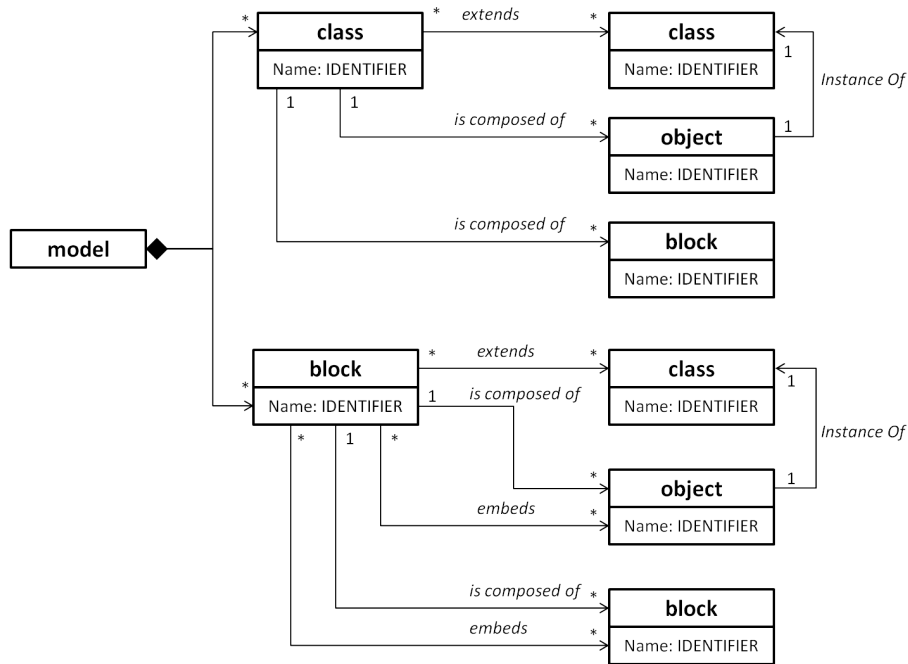 * class * extends * class
Name: IDENTIFIER
Name: IDENTIFIER
1
Instance Of
1 1
is composed of * object 1
Name: IDENTIFIER
is composed of * block
model
Name: IDENTIFIER
block * extends * class
* Name: IDENTIFIER 1 is composed of
Name: IDENTIFIER
1
Instance Of
* 1 *
* object 1
embeds * Name: IDENTIFIER
is composed of * block
embeds * Name: IDENTIFIER